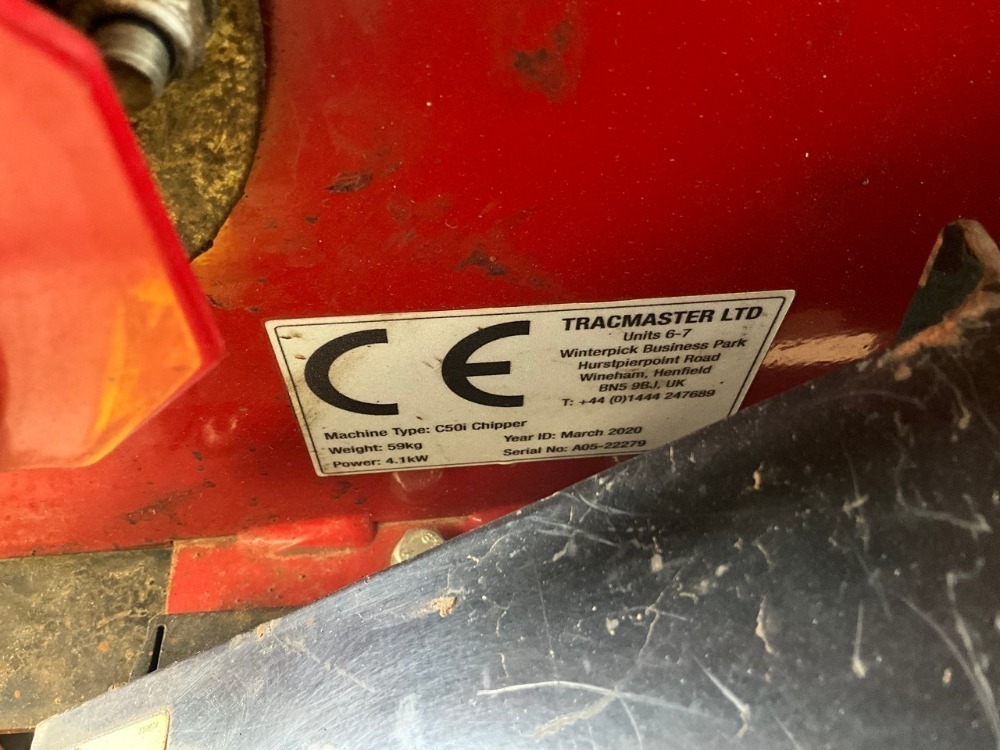 CE
TRACMASTER LTD
Units 6-7
Winterpick Business Park
Hurstpierpoint Road
Wineham, Henfield
BN5 9BJ, UK
T: +44 (0)1444 247689
Machine Type: C50i Chipper
Weight: 59kg
Power: 4.1kW
Year ID: March 2020
Serial No: A05-22279